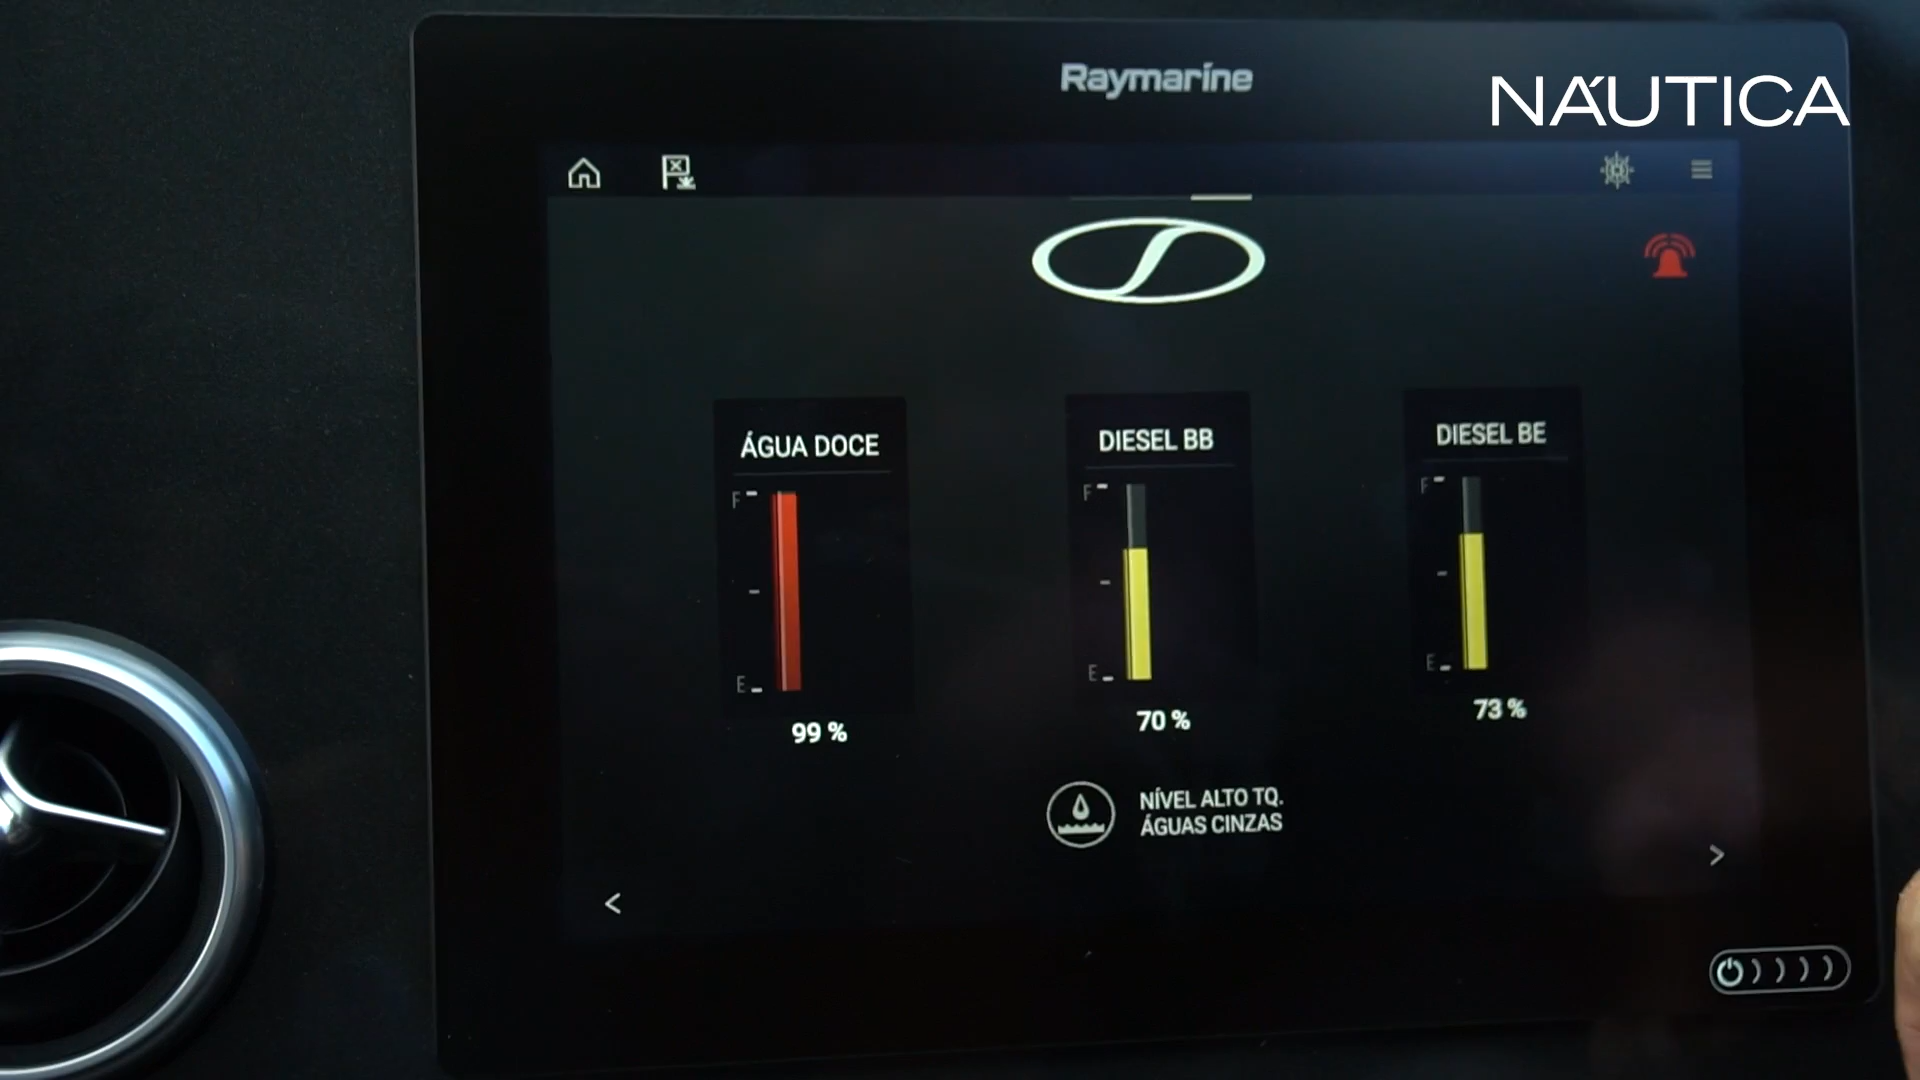 Raymarine
NÁUTICA
ÁGUA DOCE
F
E
99 %
DIESEL BB
F
E
70 %
DIESEL BE
F
E
73 %
NÍVEL ALTO TQ.
ÁGUAS CINZAS